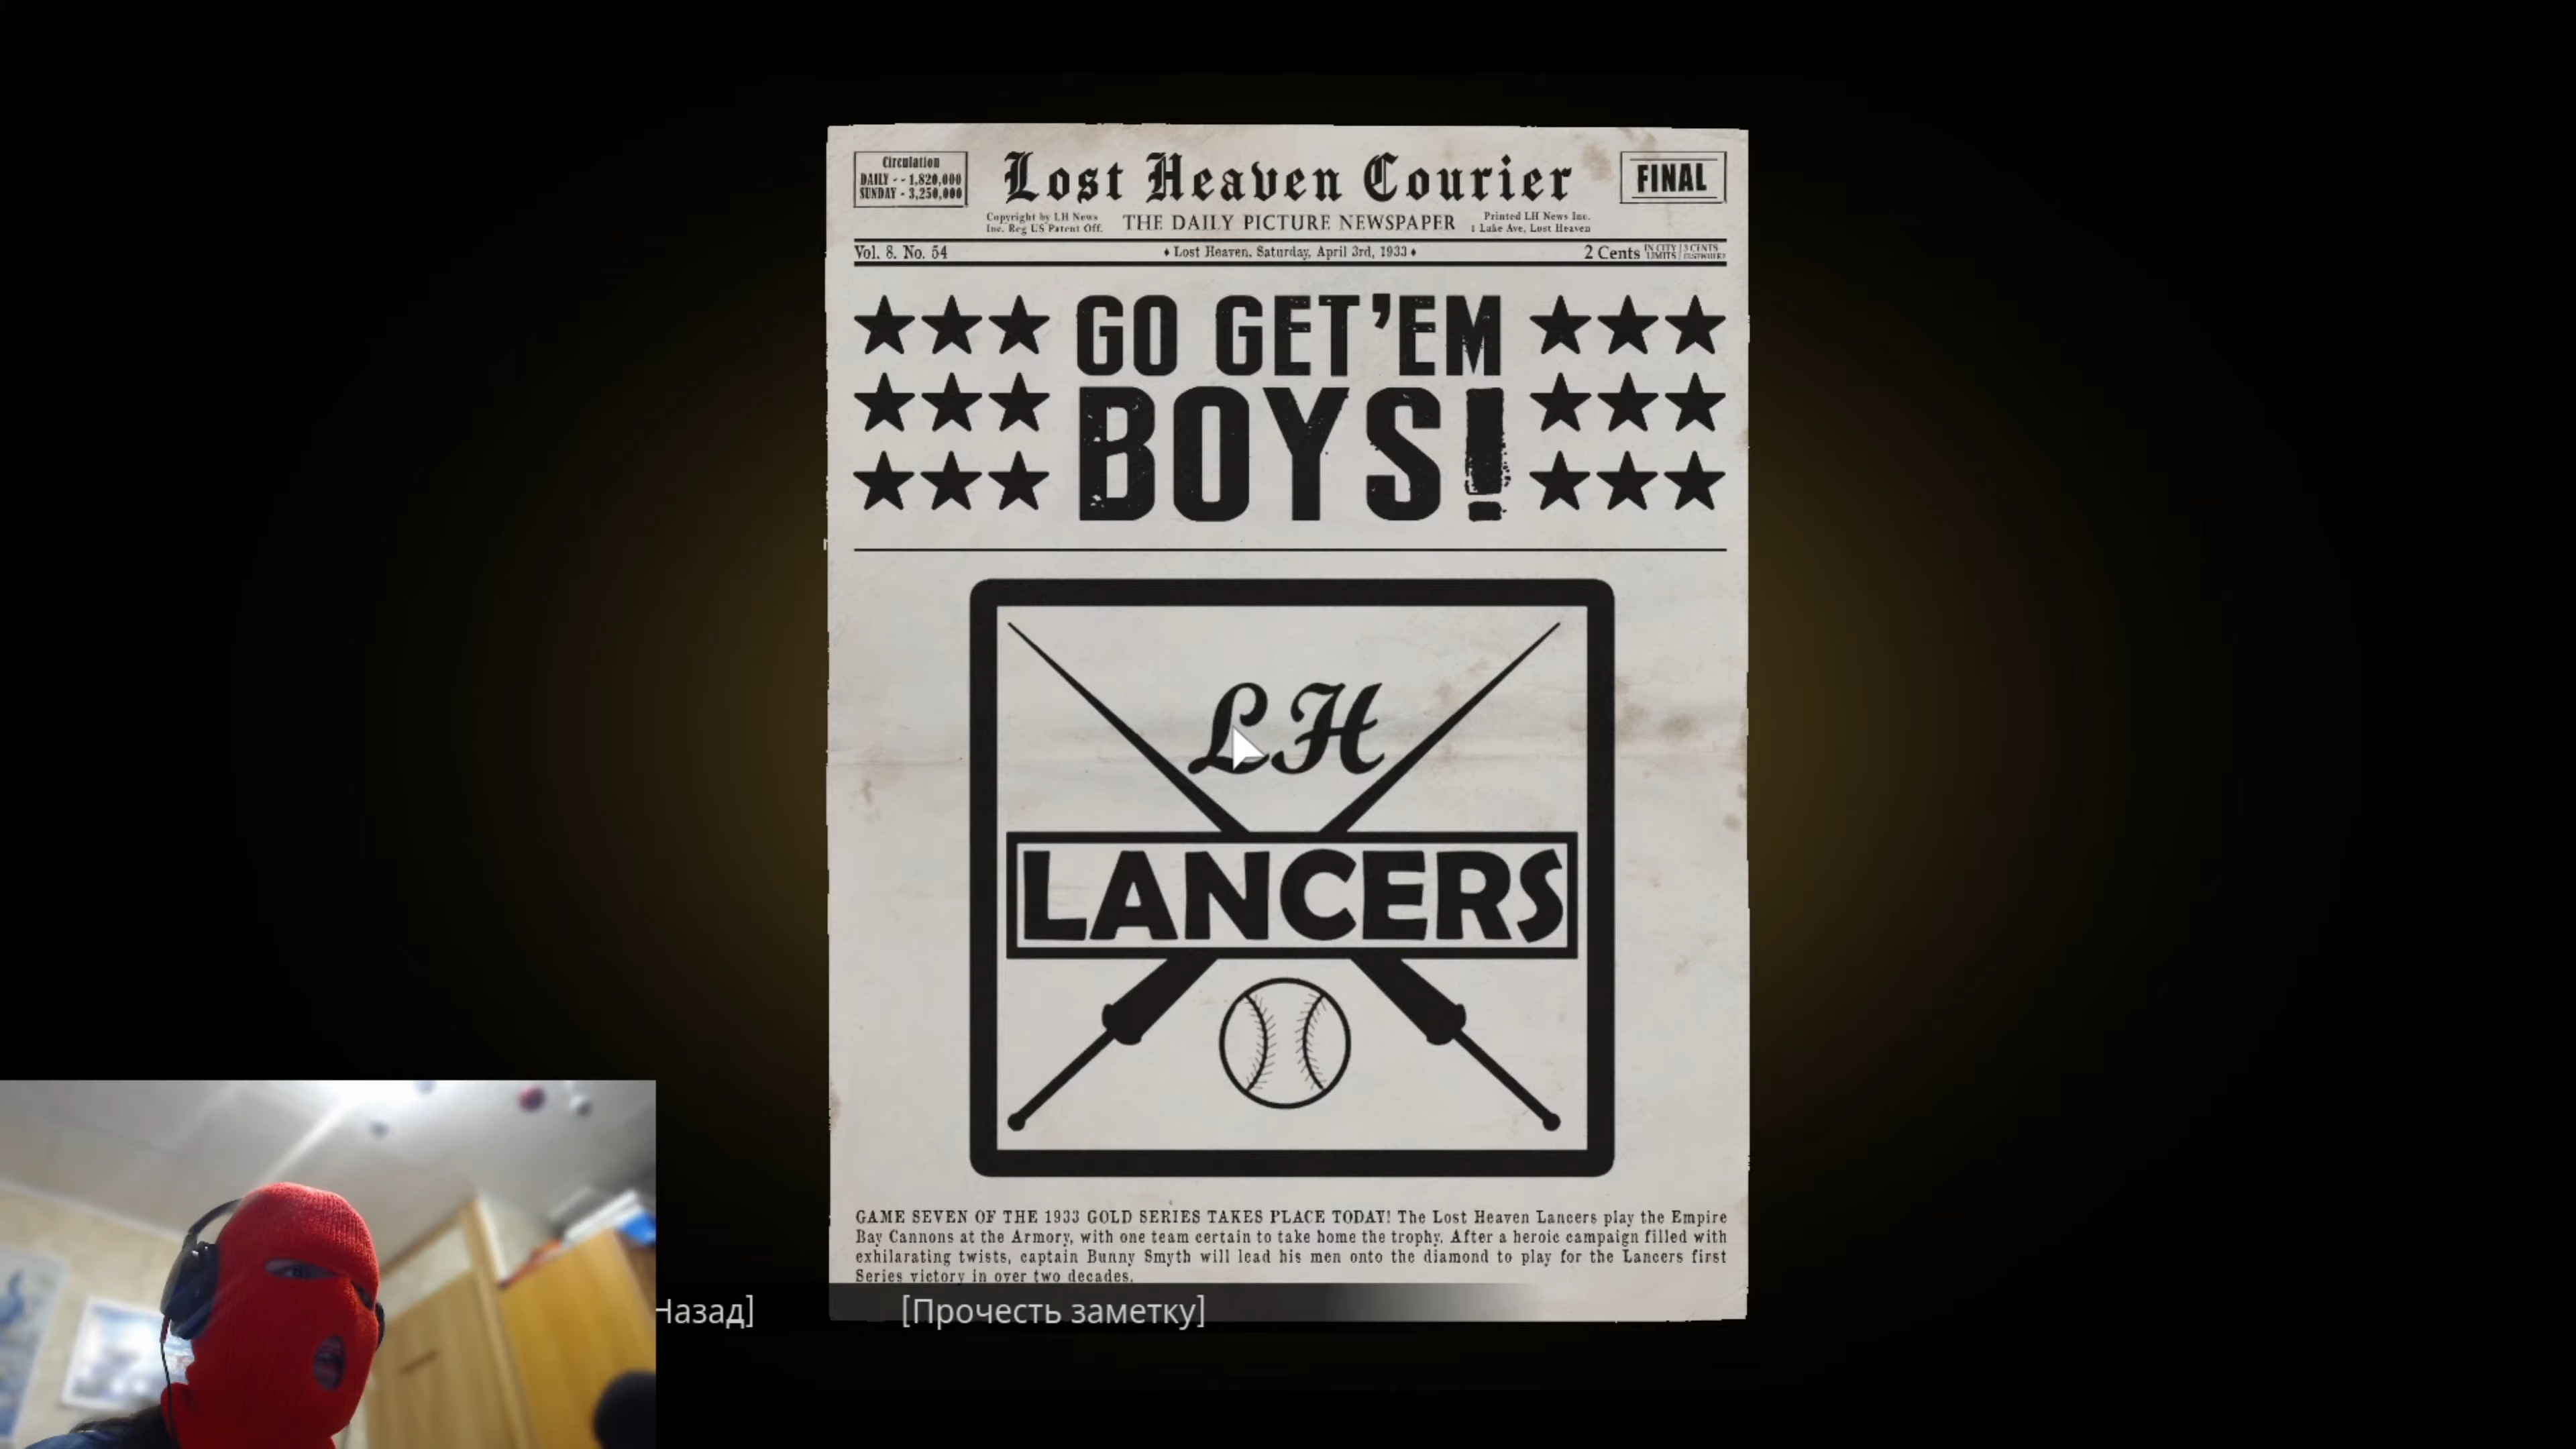 Circulation
DAILY - - 1,820,000
SUNDAY - 3,250,000
Lost Heaven Courier
FINAL
Copyright by LH News
Inc. Reg US Patent Off.
THE DAILY PICTURE NEWSPAPER
Printed LH News Inc.
1 Lake Ave, Lost Heaven
Vol. 8. No. 54
♦ Lost Heaven, Saturday, April 3rd, 1933 ♦
2 Cents
IN CITY LIMITS
3 CENTS
GO GET'EM
BOYS!
LH
LANCERS
GAME SEVEN OF THE 1933 GOLD SERIES TAKES PLACE TODAY! The Lost Heaven Lancers play the Empire
Bay Cannons at the Armory, with one team certain to take home the trophy. After a heroic campaign filled with
exhilarating twists, captain Bunny Smyth will lead his men onto the diamond to play for the Lancers first
Series victory in over two decades.
Назад]
[Прочесть заметку]